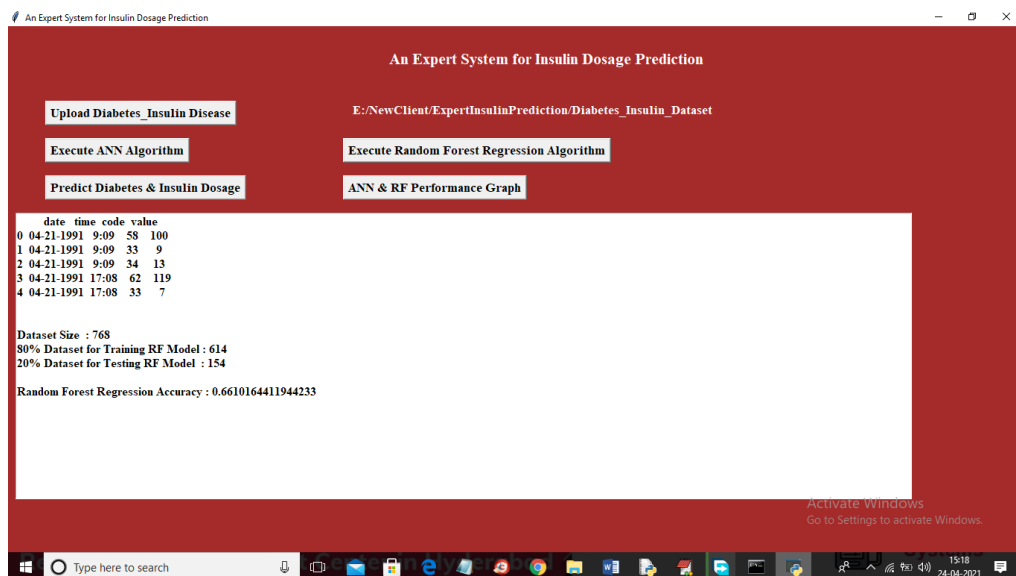 An Expert System for Insulin Dosage Prediction
An Expert System for Insulin Dosage Prediction
Upload Diabetes_Insulin Disease
E:/NewClient/ExpertInsulinPrediction/Diabetes_Insulin_Dataset
Execute ANN Algorithm
Execute Random Forest Regression Algorithm
Predict Diabetes & Insulin Dosage
ANN & RF Performance Graph
date time code value
0 04-21-1991 9:09 58 100
1 04-21-1991 9:09 33 9
2 04-21-1991 9:09 34 13
3 04-21-1991 17:08 62 119
4 04-21-1991 17:08 33 7
Dataset Size : 768
80% Dataset for Training RF Model : 614
20% Dataset for Testing RF Model : 154
Random Forest Regression Accuracy : 0.6610164411944233
Activate Windows
Go to Settings to activate Windows.
Type here to search
15:18
24-04-2021